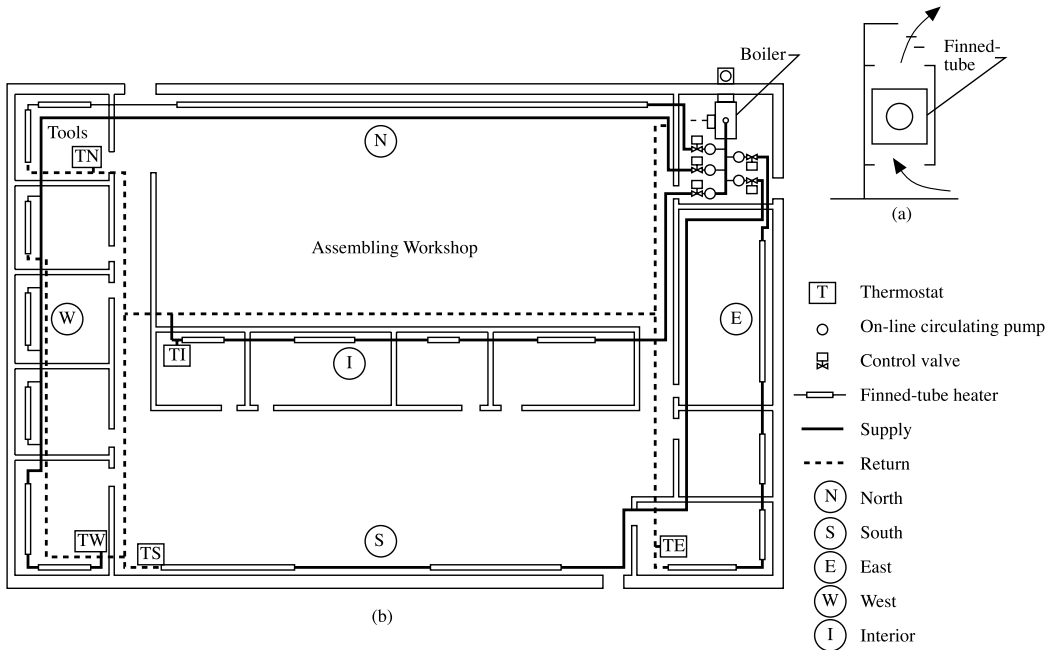 Boiler
Finned-
tube
(a)
Tools
TN
N
Assembling Workshop
W
E
TI
I
TW
TS
S
TE
(b)
T Thermostat
On-line circulating pump
Control valve
Finned-tube heater
Supply
Return
N North
S South
E East
W West
I Interior